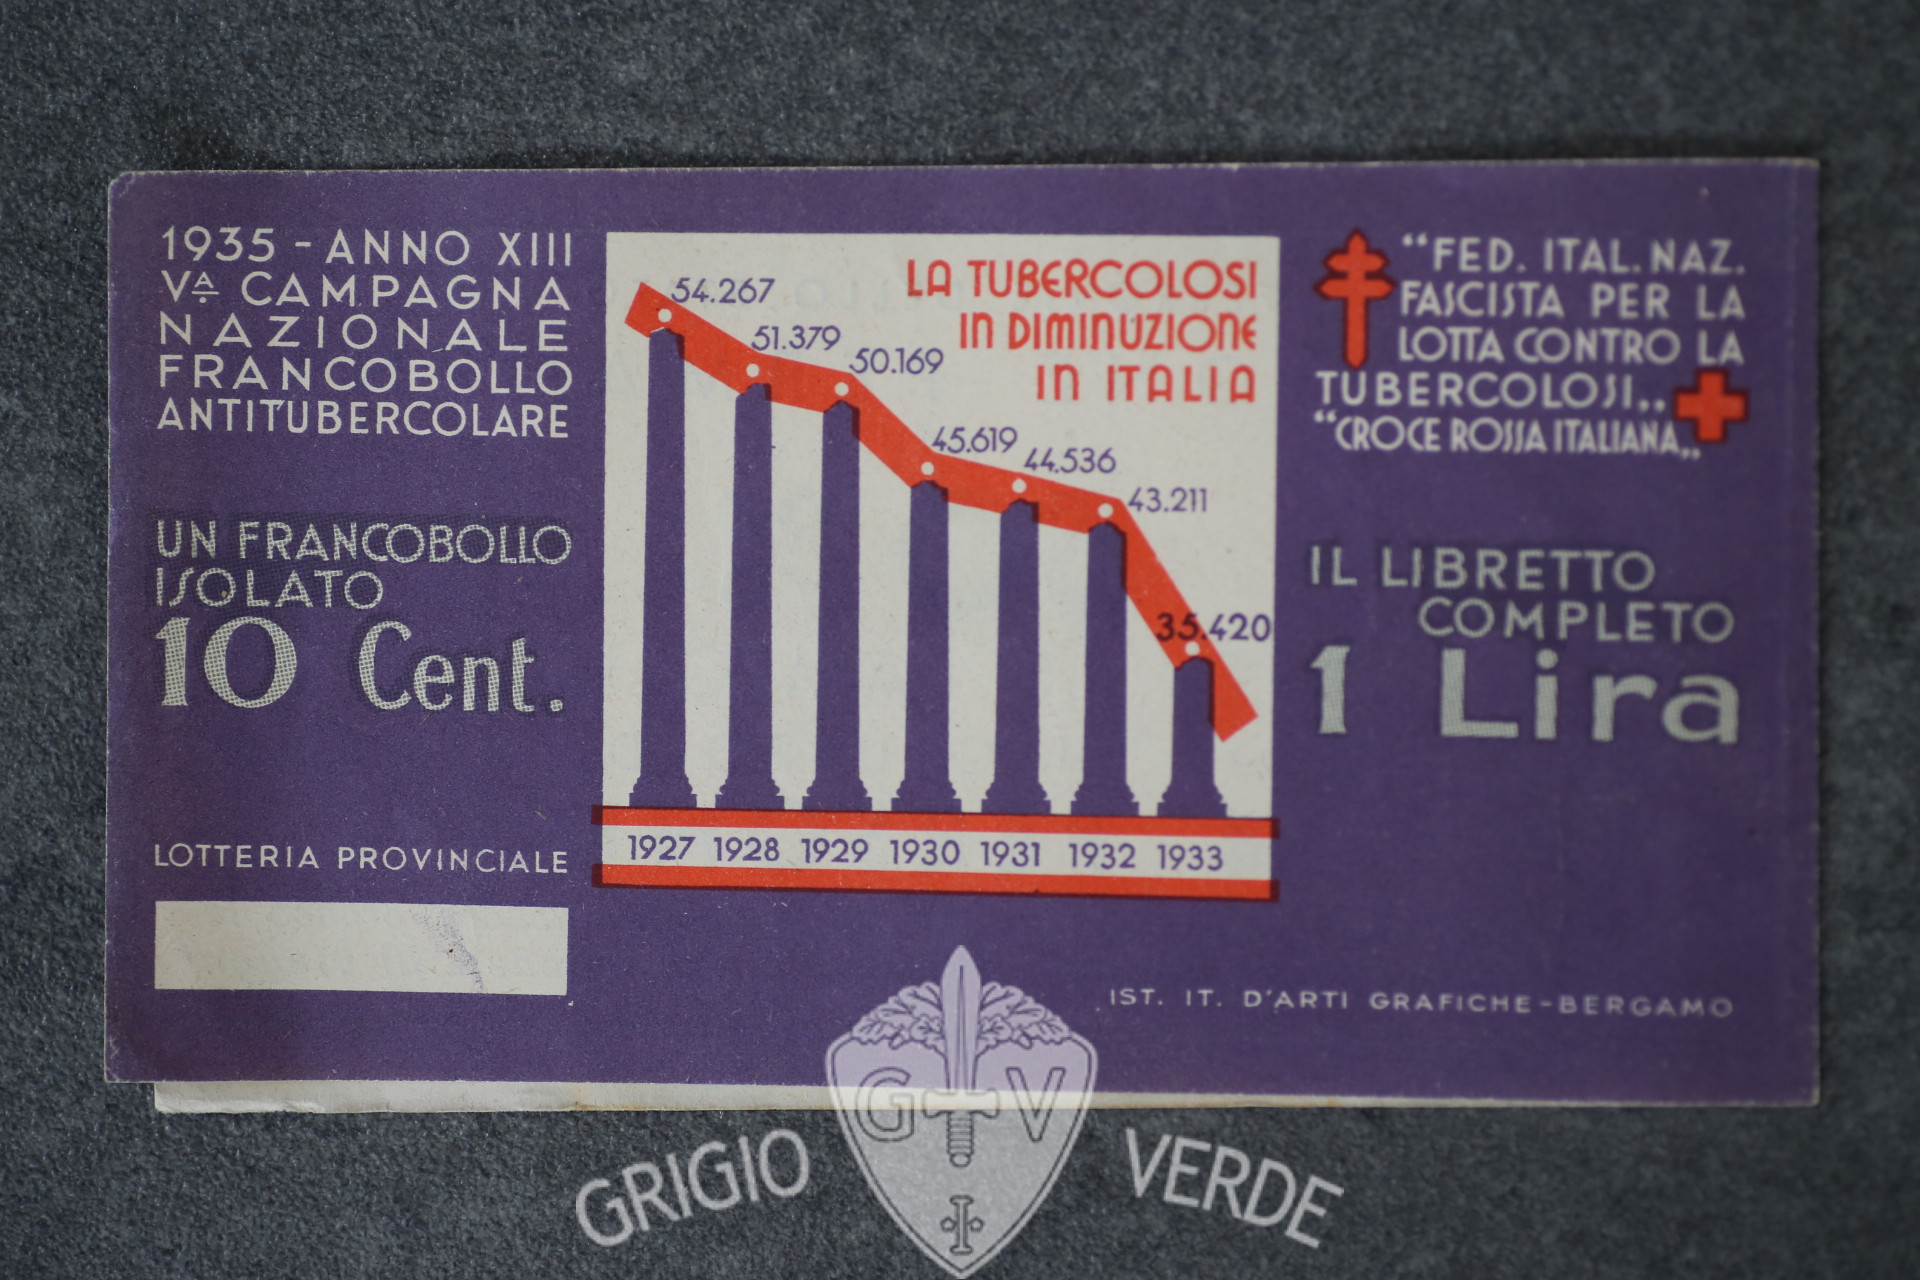 1935 - ANNO XIII
Vᴬ CAMPAGNA
NAZIONALE
FRANCOBOLLO
ANTITUBERCOLARE
UN FRANCOBOLLO
ISOLATO
10 Cent.
LOTTERIA PROVINCIALE
LA TUBERCOLOSI
IN DIMINUZIONE
IN ITALIA
54.267
51.379
50.169
45.619
44.536
43.211
35.420
1927 1928 1929 1930 1931 1932 1933
“FED. ITAL. NAZ.
FASCISTA PER LA
LOTTA CONTRO LA
TUBERCOLOSI„
“CROCE ROSSA ITALIANA„
IL LIBRETTO
COMPLETO
1 Lira
IST. IT. D'ARTI GRAFICHE-BERGAMO
G V
GRIGIO VERDE